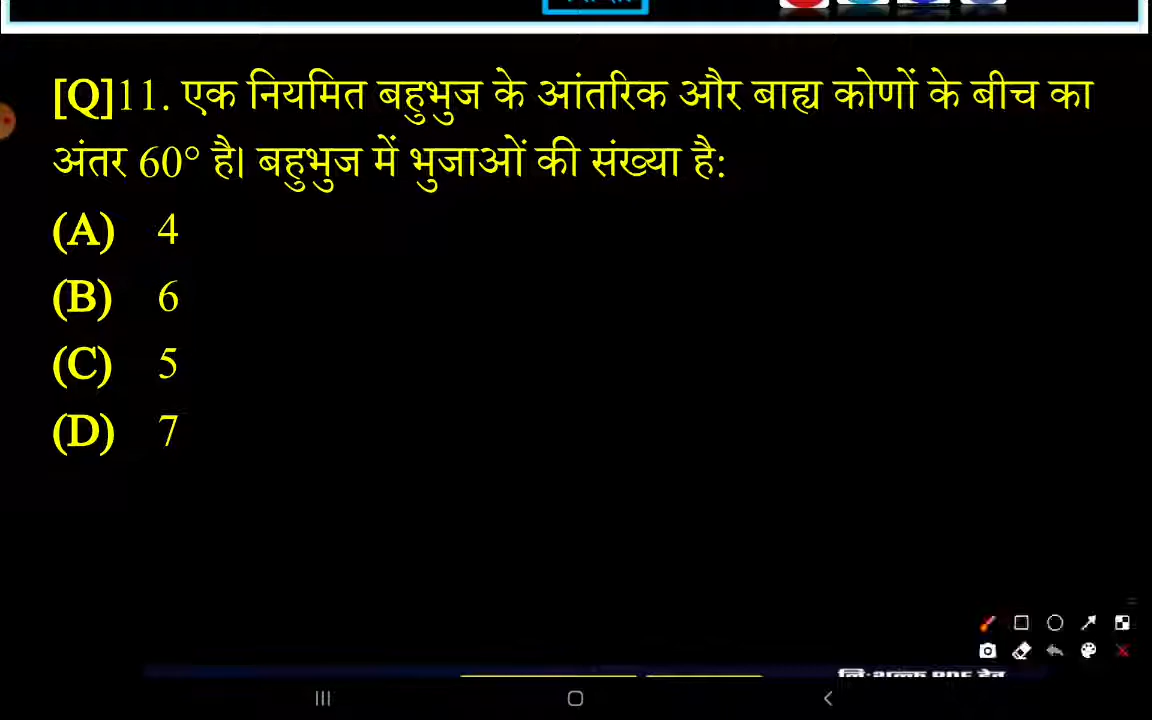 [Q]11. एक नियमित बहुभुज के आंतरिक और बाह्य कोणों के बीच का
अंतर 60° है। बहुभुज में भुजाओं की संख्या है:
(A) 4
(B) 6
(C) 5
(D) 7